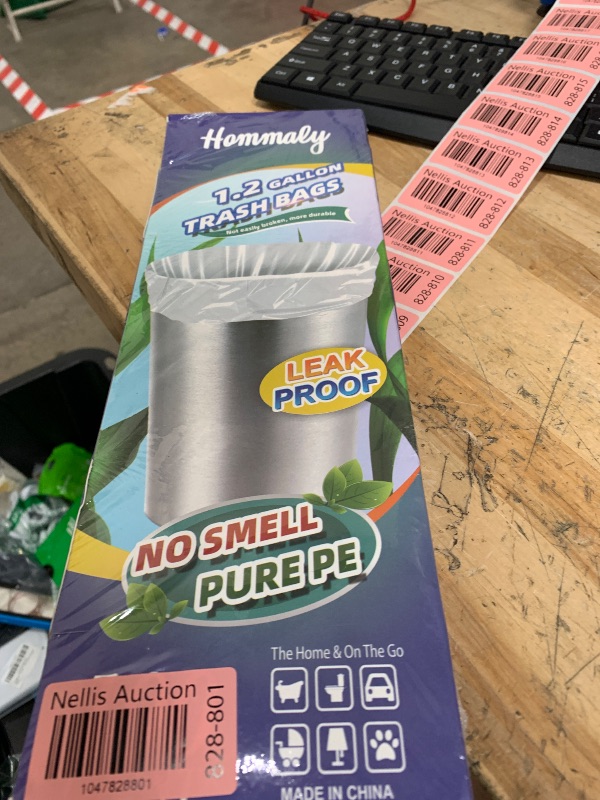 Hommaly
1.2 GALLON
TRASH BAGS
Not easily broken, more durable
LEAK
PROOF
NO SMELL
PURE PE
The Home & On The Go
MADE IN CHINA
Nellis Auction
828-801
1047828801
Nellis Auction
828-815
Nellis Auction
828-814
Nellis Auction
828-813
Nellis Auction
828-812
Nellis Auction
828-811
Nellis Auction
828-810